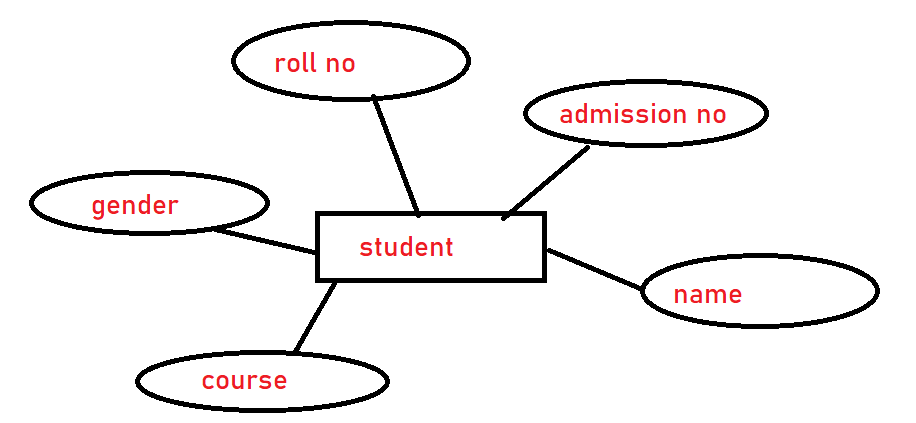 roll no
admission no
gender
student
name
course